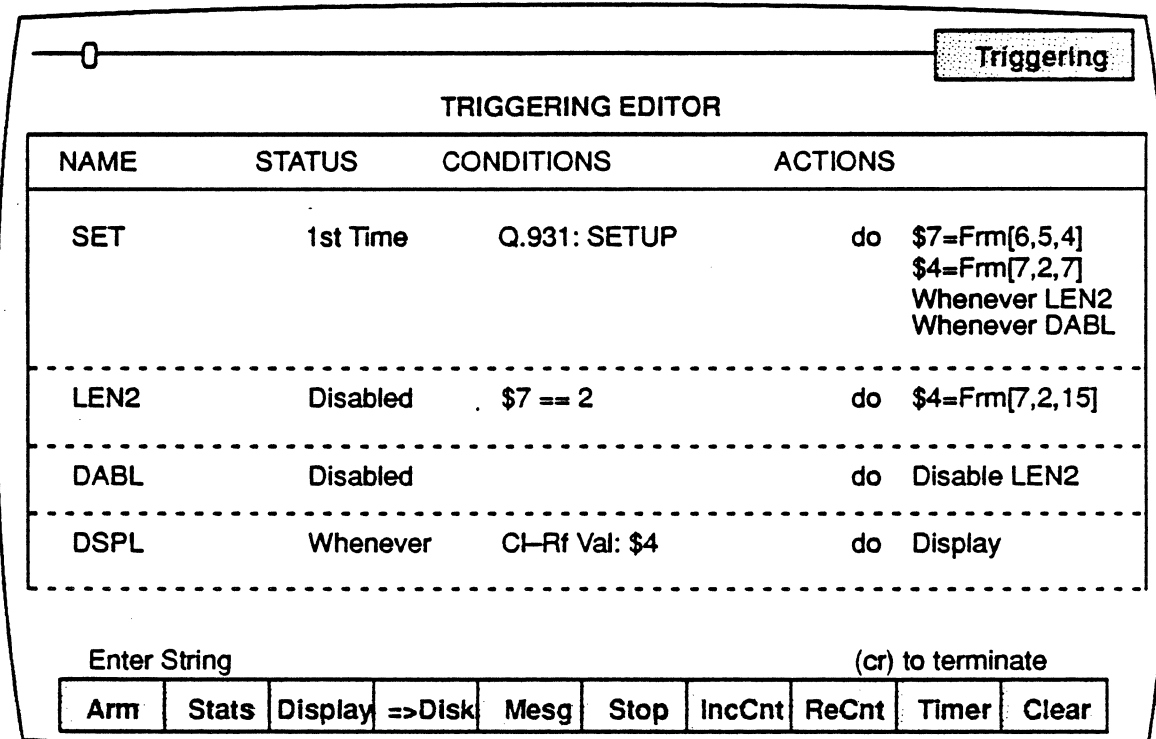 Triggering
TRIGGERING EDITOR
NAME STATUS CONDITIONS ACTIONS
SET 1st Time Q.931: SETUP do $7=Frm[6,5,4]
$4=Frm[7,2,7]
Whenever LEN2
Whenever DABL
LEN2 Disabled $7 == 2 do $4=Frm[7,2,15]
DABL Disabled do Disable LEN2
DSPL Whenever Cl–Rf Val: $4 do Display
Enter String (cr) to terminate
Arm Stats Display =>Disk Mesg Stop IncCnt ReCnt Timer Clear